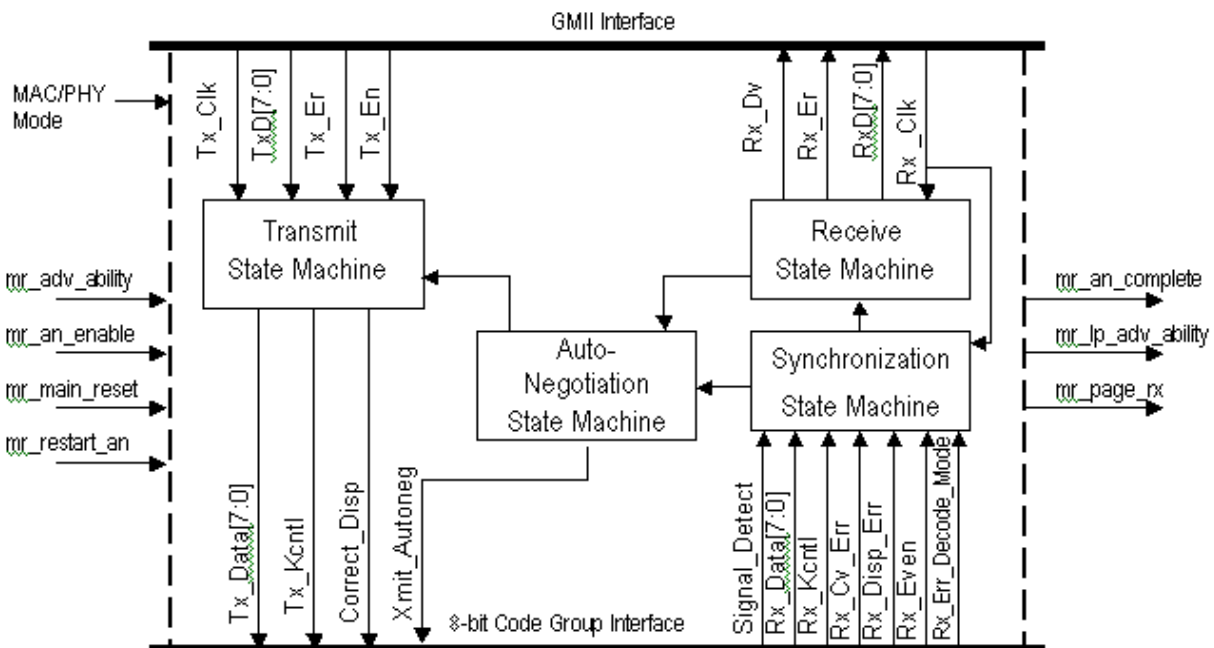 GMII Interface
MAC/PHY
Mode
Tx_Clk
TxD[7:0]
Tx_Er
Tx_En
Rx_Dv
Rx_Er
RxD[7:0]
Rx_Clk
Transmit
State Machine
Receive
State Machine
mr_adv_ability
mr_an_enable
mr_main_reset
mr_restart_an
mr_an_complete
mr_lp_adv_ability
mr_page_rx
Auto-
Negotiation
State Machine
Synchronization
State Machine
Tx_Data[7:0]
Tx_Kcntl
Correct_Disp
Xmit_Autoneg
Signal_Detect
Rx_Data[7:0]
Rx_Kcntl
Rx_Cv_Err
Rx_Disp_Err
Rx_Even
Rx_Err_Decode_Mode
8-bit Code Group Interface